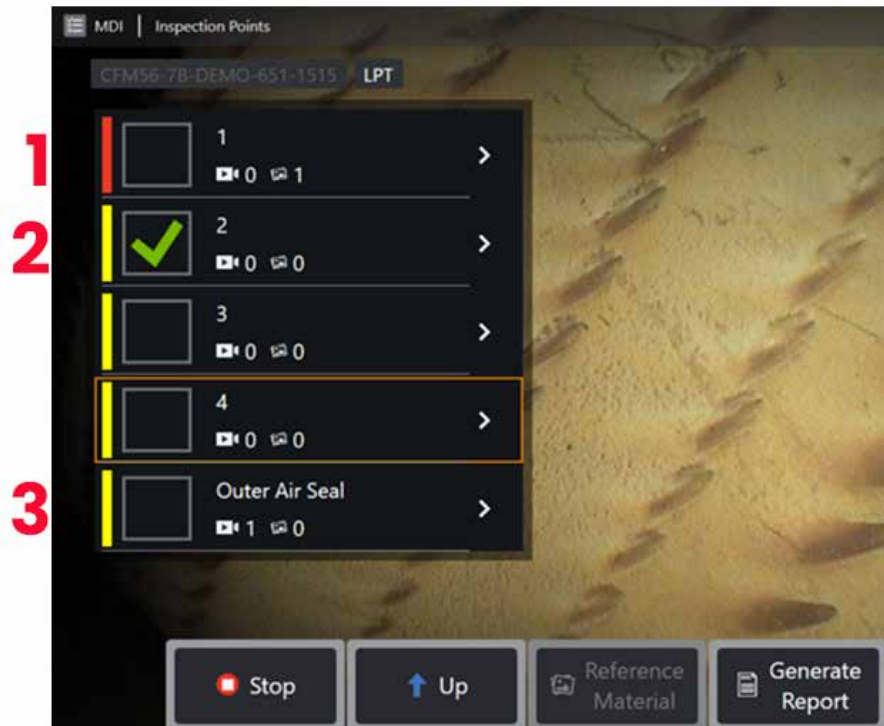 MDI | Inspection Points
CFM56-7B-DEMO-651-1515 LPT
1
1
0 1
2
2
0 0
3
0 0
4
0 0
3
Outer Air Seal
1 0
Stop
Up
Reference
Material
Generate
Report